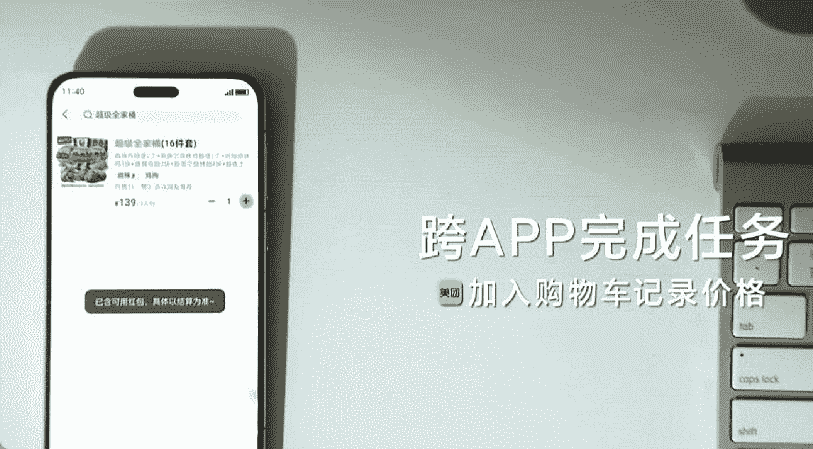 11:40
超级全家桶
超级全家桶(16件套)
¥139
1
已含可用红包，具体以结算为准~
跨APP完成任务
美团 加入购物车记录价格
tab
caps lock
shift